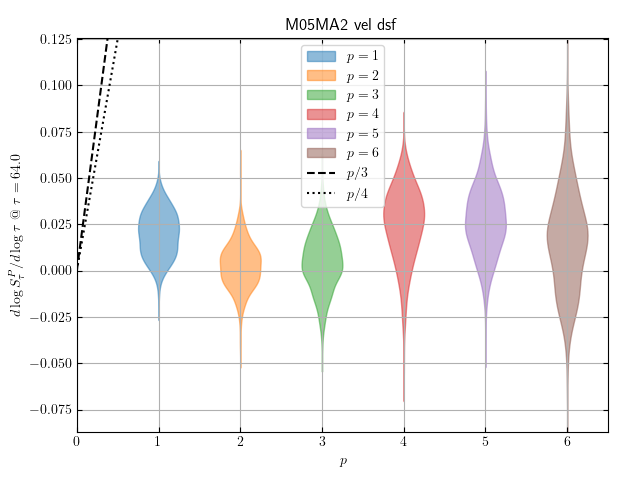 M05MA2 vel dsf
d log S_τ^P / d log τ @ τ = 64.0
0.125
0.100
0.075
0.050
0.025
0.000
−0.025
−0.050
−0.075
p = 1
p = 2
p = 3
p = 4
p = 5
p = 6
p/3
p/4
0 1 2 3 4 5 6
p